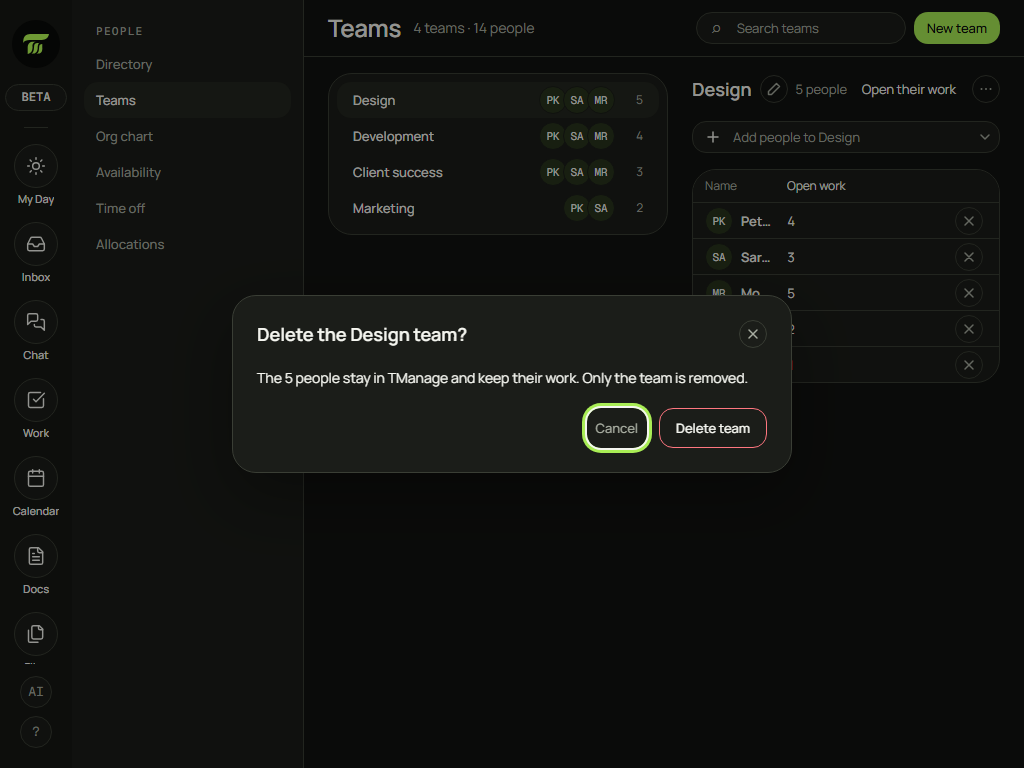 PEOPLE
Directory
Teams
Org chart
Availability
Time off
Allocations
BETA
My Day
Inbox
Chat
Work
Calendar
Docs
AI
?
Teams
4 teams · 14 people
Search teams
New team
Design PK SA MR 5
Development PK SA MR 4
Client success PK SA MR 3
Marketing PK SA 2
Design
5 people
Open their work
Add people to Design
Name Open work
PK Pet… 4
SA Sar… 3
MR Mo… 5
Delete the Design team?
The 5 people stay in TManage and keep their work. Only the team is removed.
Cancel
Delete team